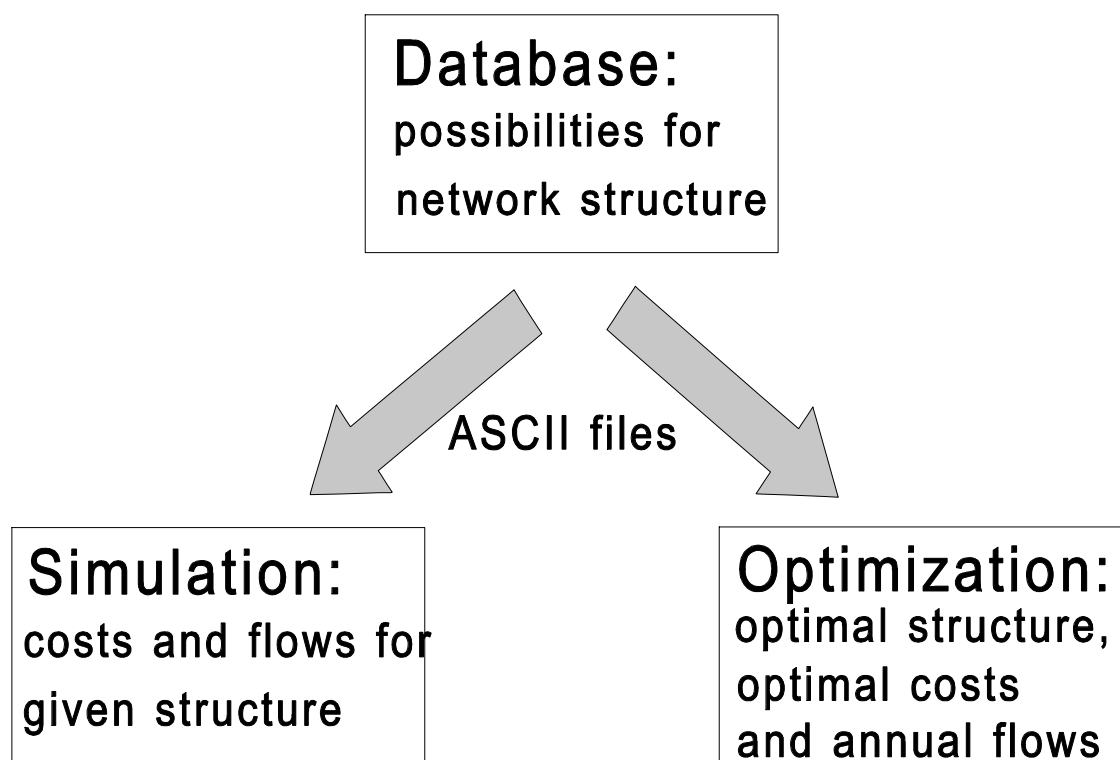 Database:
possibilities for
network structure
ASCII files
Simulation:
costs and flows for
given structure
Optimization:
optimal structure,
optimal costs
and annual flows